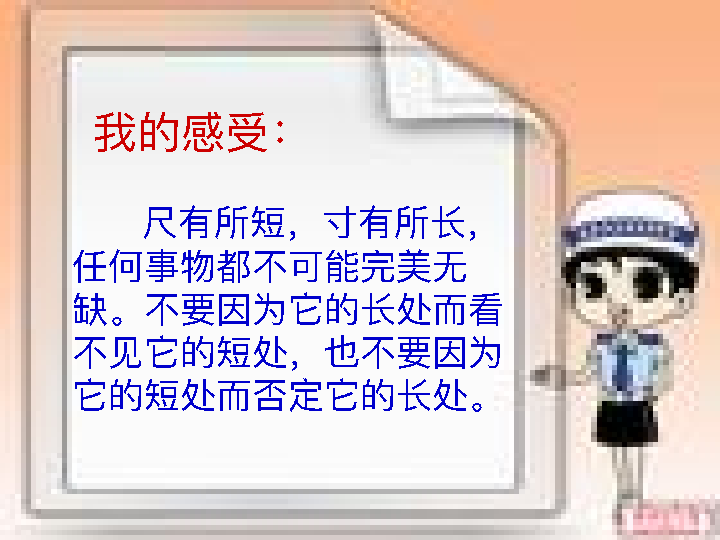 我的感受：
尺有所短，寸有所长，
任何事物都不可能完美无
缺。不要因为它的长处而看
不见它的短处，也不要因为
它的短处而否定它的长处。